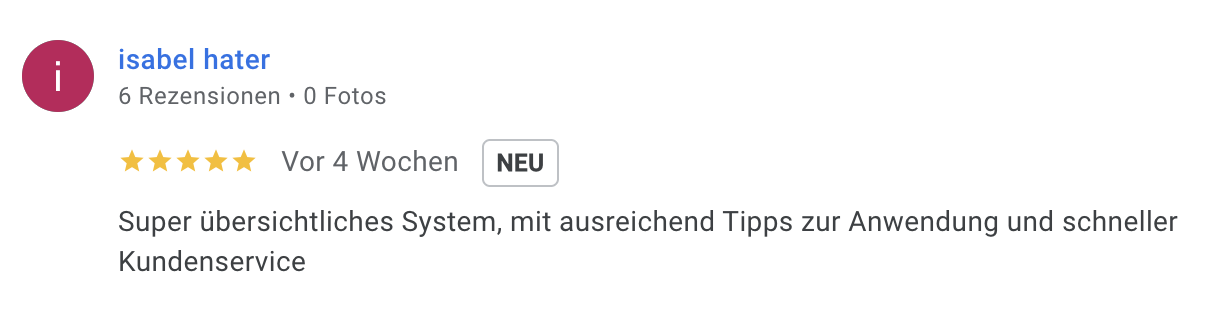 i
isabel hater
6 Rezensionen • 0 Fotos
Vor 4 Wochen NEU
Super übersichtliches System, mit ausreichend Tipps zur Anwendung und schneller
Kundenservice